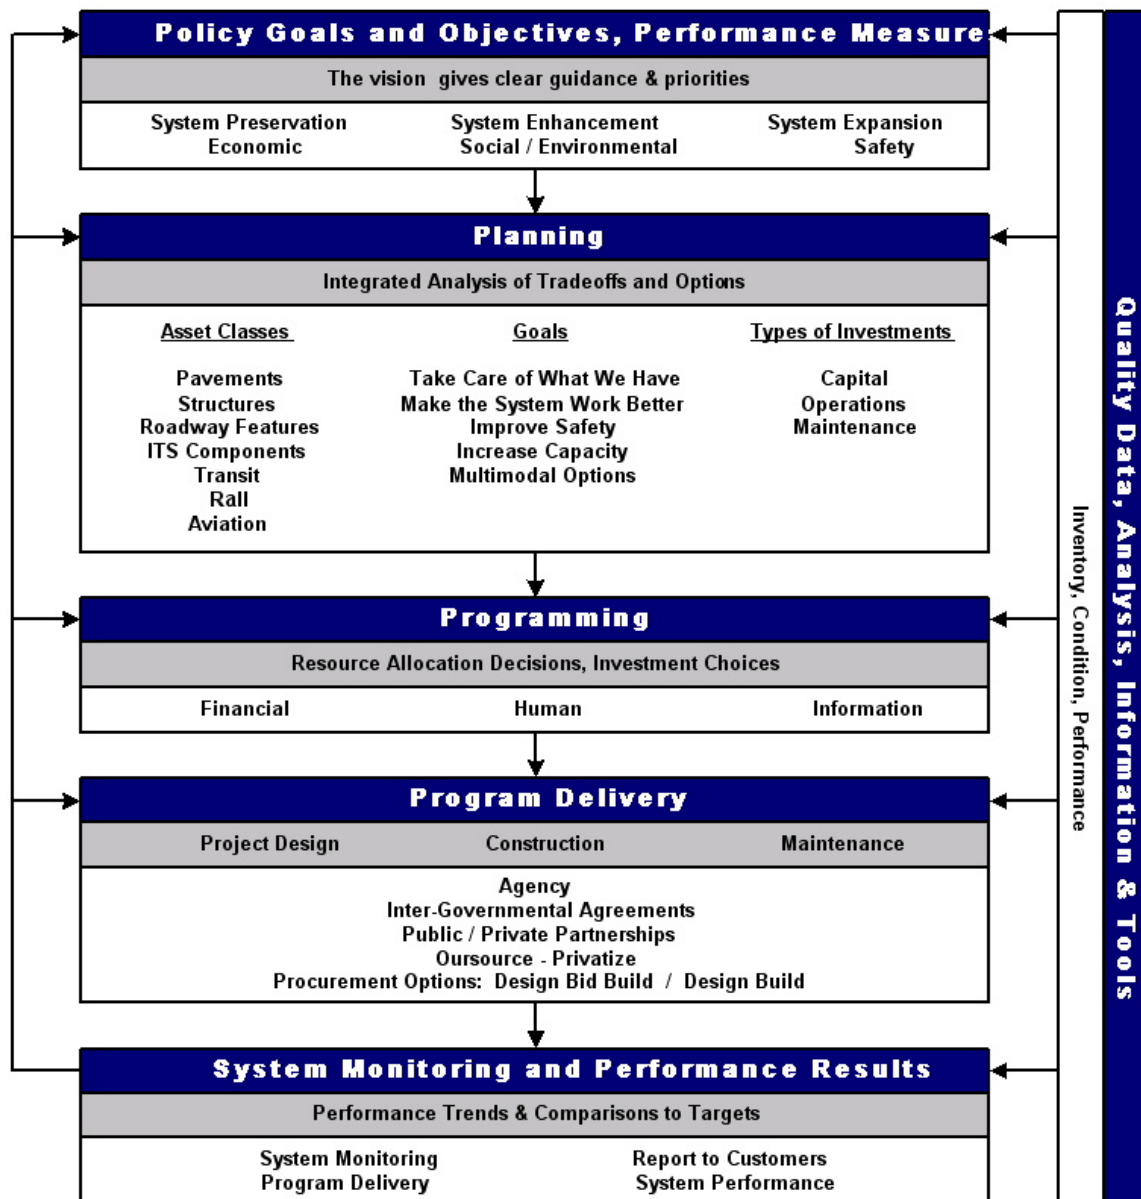 Policy Goals and Objectives, Performance Measure
The vision gives clear guidance & priorities
System Preservation System Enhancement System Expansion
Economic Social / Environmental Safety
Planning
Integrated Analysis of Tradeoffs and Options
Asset Classes Goals Types of Investments
Pavements Take Care of What We Have Capital
Structures Make the System Work Better Operations
Roadway Features Improve Safety Maintenance
ITS Components Increase Capacity
Transit Multimodal Options
Rall
Aviation
Programming
Resource Allocation Decisions, Investment Choices
Financial Human Information
Program Delivery
Project Design Construction Maintenance
Agency
Inter-Governmental Agreements
Public / Private Partnerships
Oursource - Privatize
Procurement Options: Design Bid Build / Design Build
System Monitoring and Performance Results
Performance Trends & Comparisons to Targets
System Monitoring Report to Customers
Program Delivery System Performance
Inventory, Condition, Performance
Quality Data, Analysis, Information & Tools